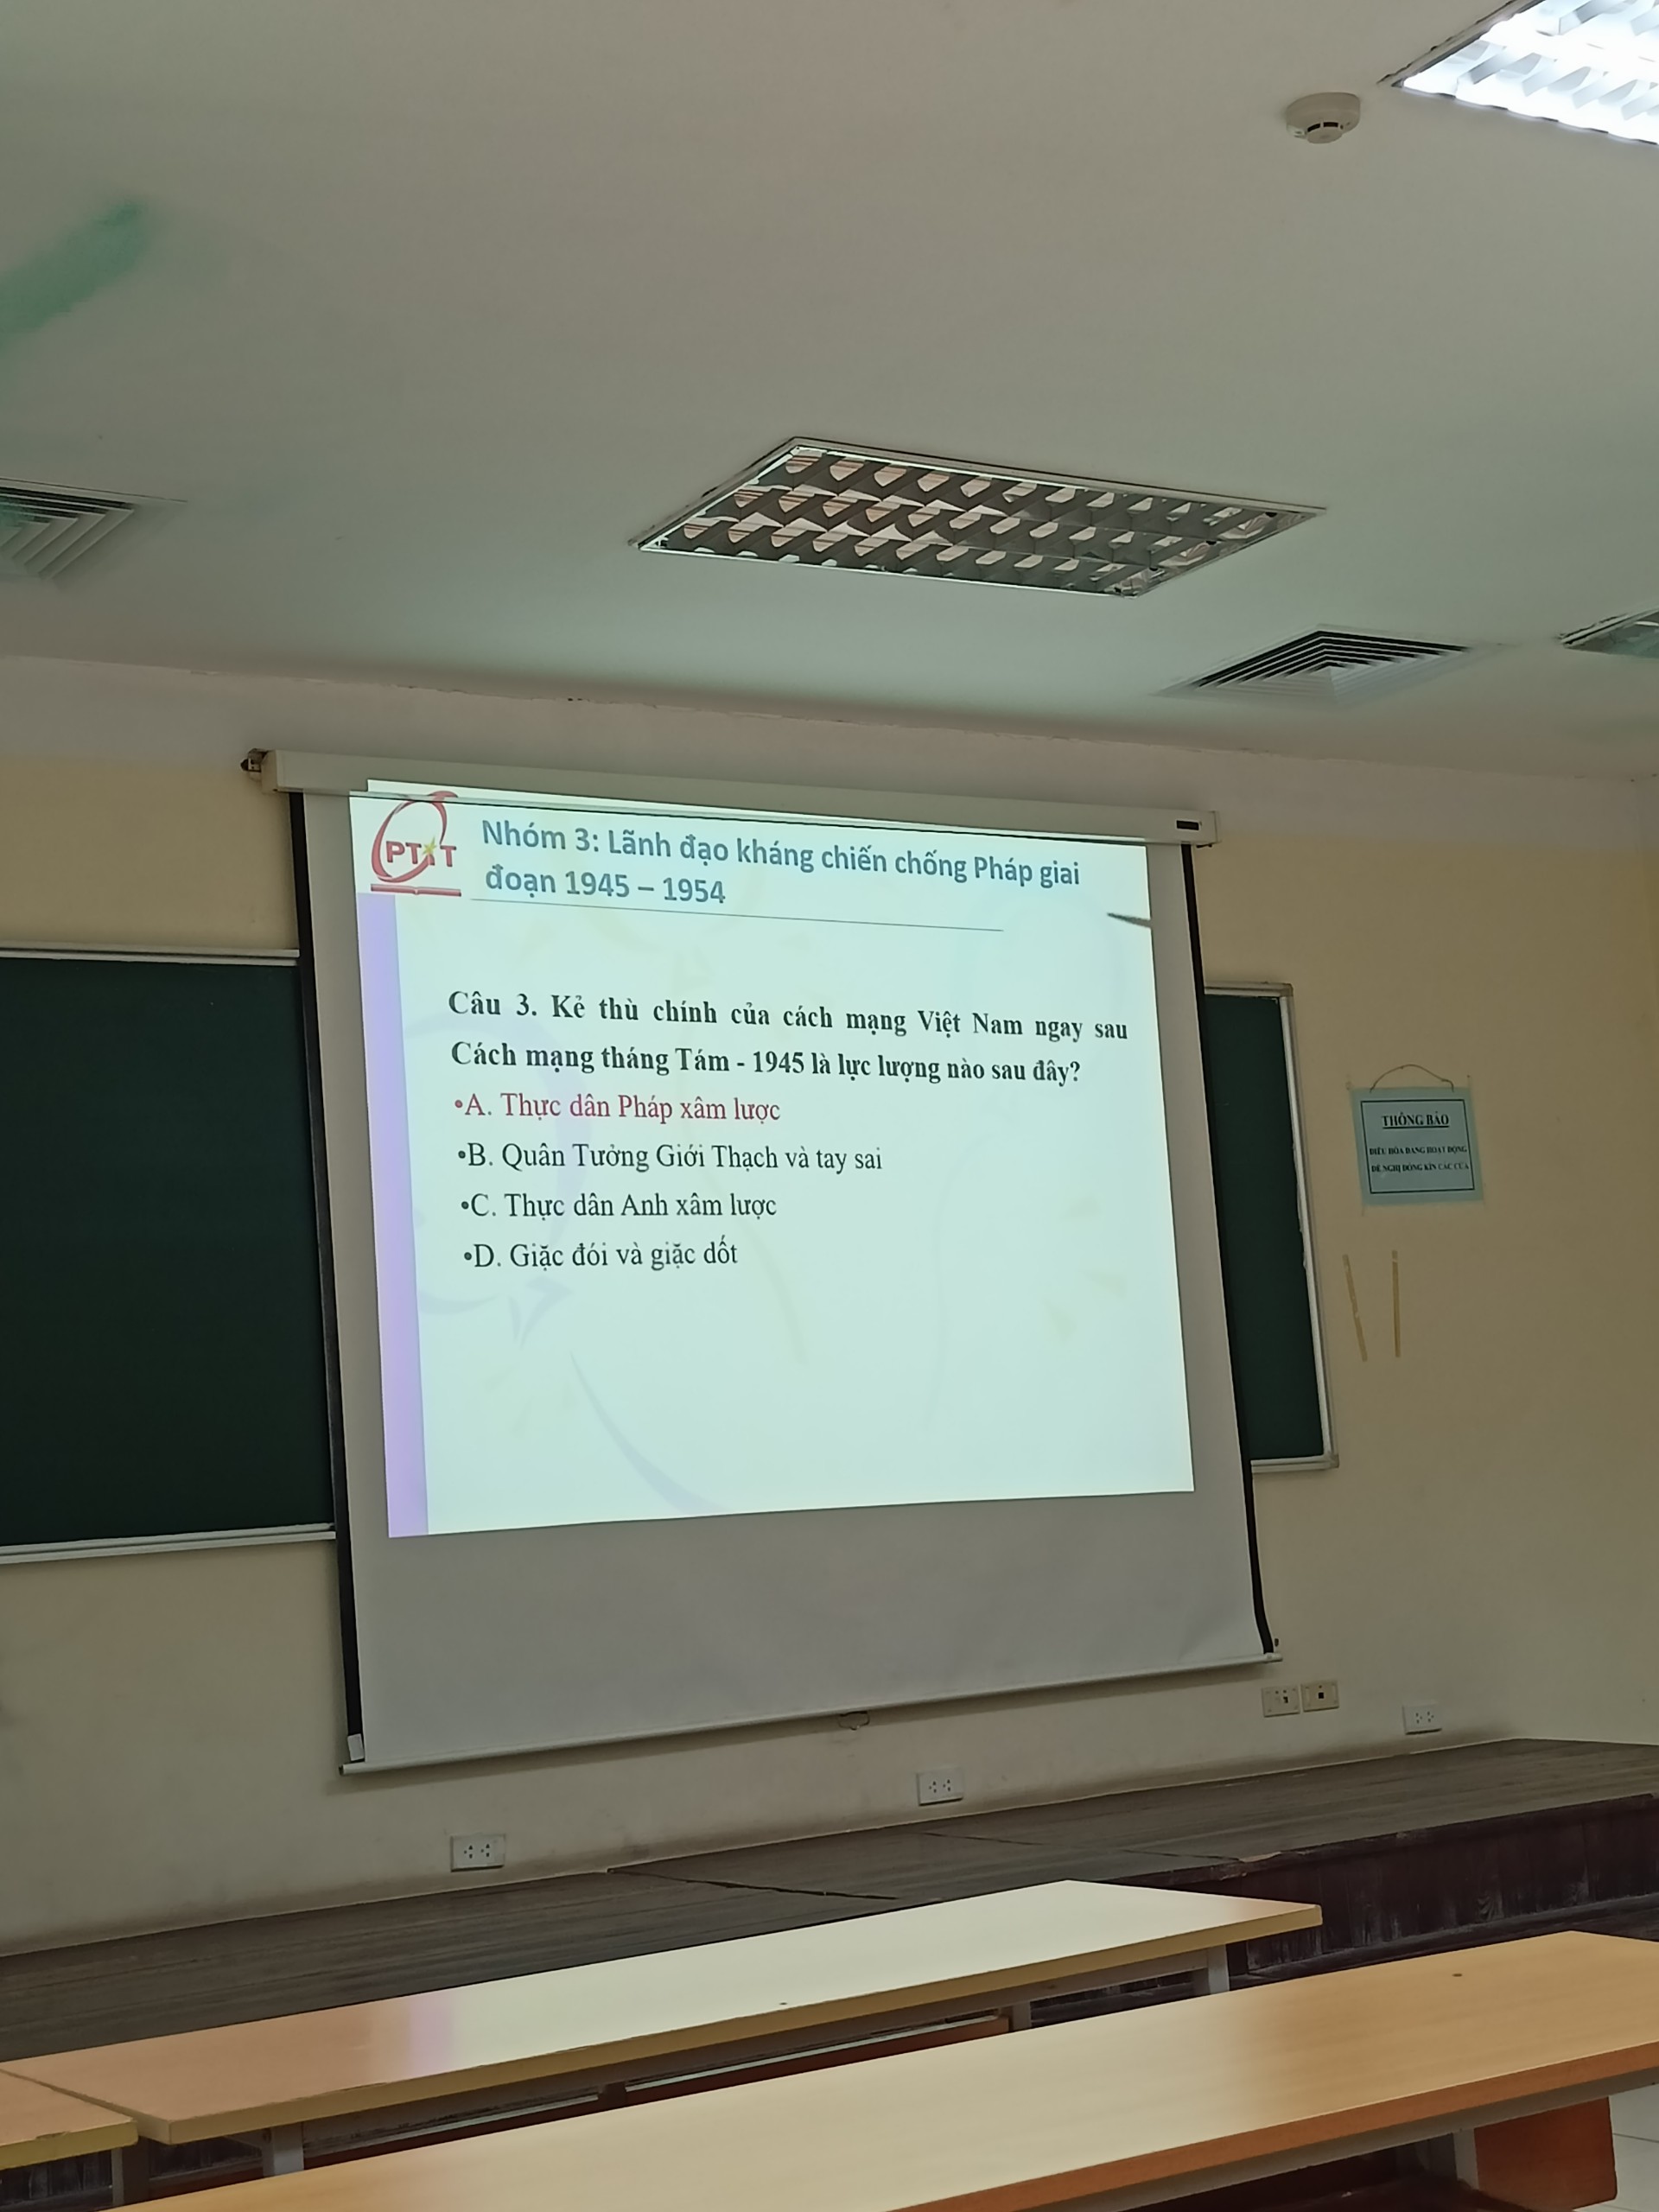 PTIT
Nhóm 3: Lãnh đạo kháng chiến chống Pháp giai
đoạn 1945 – 1954
Câu 3. Kẻ thù chính của cách mạng Việt Nam ngay sau
Cách mạng tháng Tám - 1945 là lực lượng nào sau đây?
•A. Thực dân Pháp xâm lược
•B. Quân Tưởng Giới Thạch và tay sai
•C. Thực dân Anh xâm lược
•D. Giặc đói và giặc dốt
THÔNG BÁO
ĐIỀU HÒA ĐANG HOẠT ĐỘNG
ĐỀ NGHỊ ĐÓNG KÍN CÁC CỬA